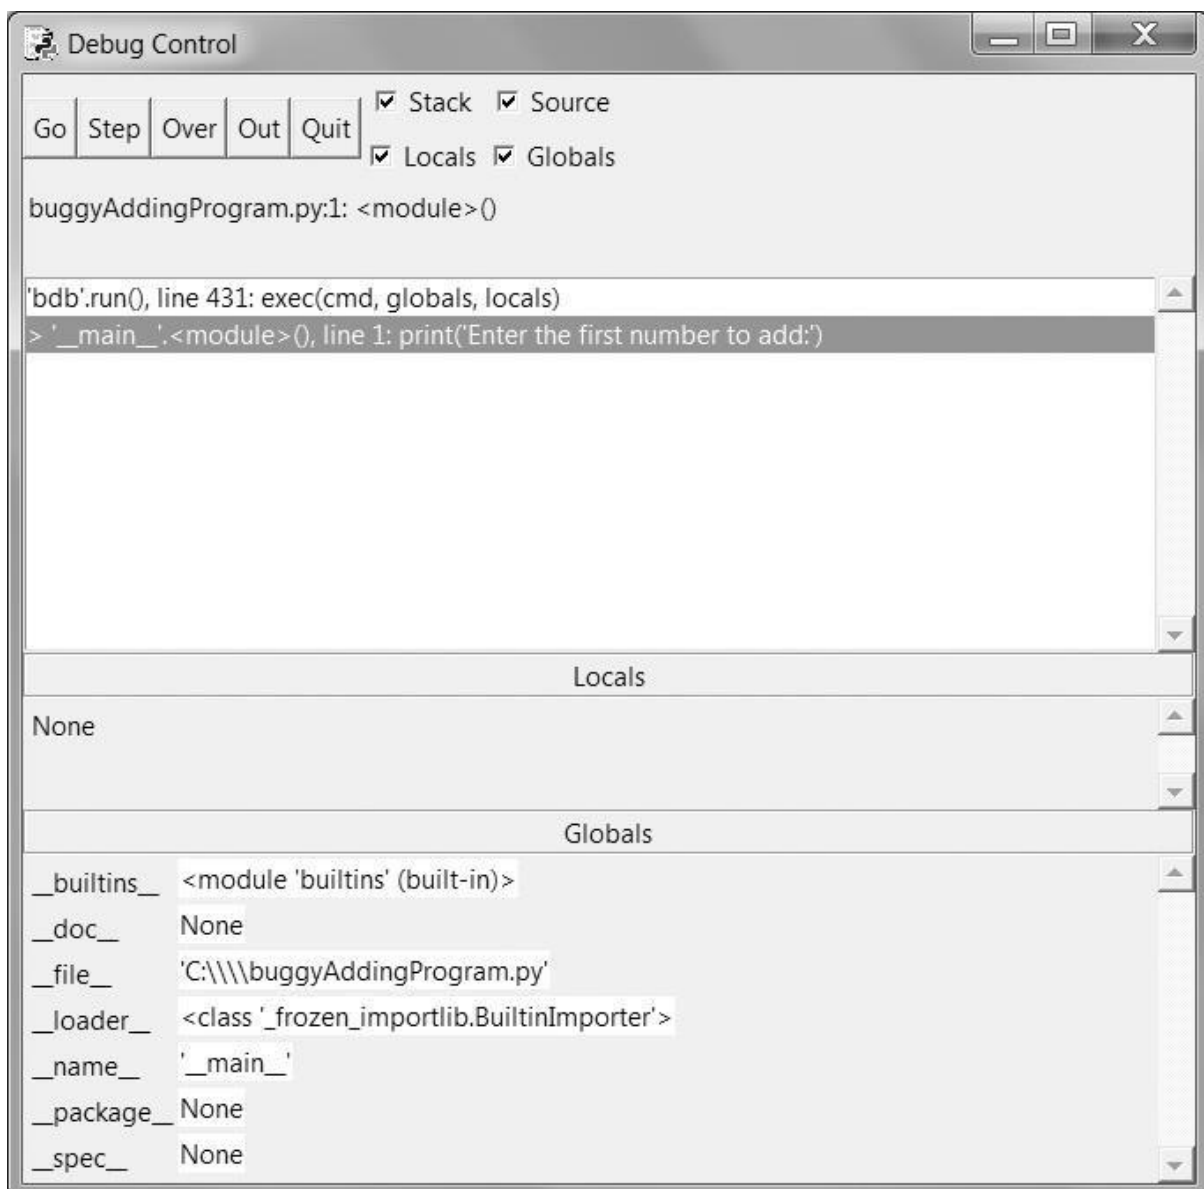 Debug Control
Go Step Over Out Quit
Stack Source
Locals Globals
buggyAddingProgram.py:1: <module>()
'bdb'.run(), line 431: exec(cmd, globals, locals)
> '__main__'.<module>(), line 1: print('Enter the first number to add:')
Locals
None
Globals
__builtins__ <module 'builtins' (built-in)>
__doc__ None
__file__ 'C:\\\\buggyAddingProgram.py'
__loader__ <class '_frozen_importlib.BuiltinImporter'>
__name__ '__main__'
__package__ None
__spec__ None